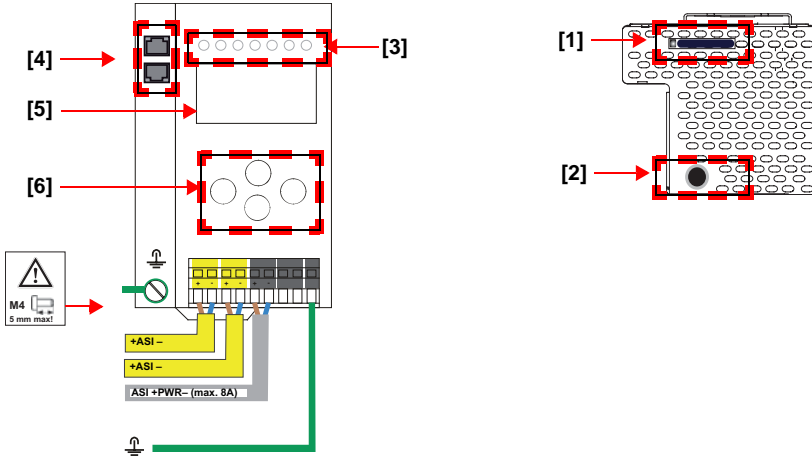 [4]
[3]
[5]
[6]
[1]
[2]
M4
5 mm max!
+ - + - + -
+ASI –
+ASI –
ASI +PWR– (max. 8A)